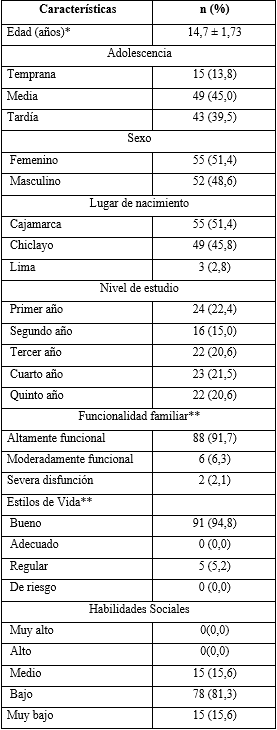 Características n (%)
Edad (años)* 14,7 ± 1,73
Adolescencia
Temprana 15 (13,8)
Media 49 (45,0)
Tardía 43 (39,5)
Sexo
Femenino 55 (51,4)
Masculino 52 (48,6)
Lugar de nacimiento
Cajamarca 55 (51,4)
Chiclayo 49 (45,8)
Lima 3 (2,8)
Nivel de estudio
Primer año 24 (22,4)
Segundo año 16 (15,0)
Tercer año 22 (20,6)
Cuarto año 23 (21,5)
Quinto año 22 (20,6)
Funcionalidad familiar**
Altamente funcional 88 (91,7)
Moderadamente funcional 6 (6,3)
Severa disfunción 2 (2,1)
Estilos de Vida**
Bueno 91 (94,8)
Adecuado 0 (0,0)
Regular 5 (5,2)
De riesgo 0 (0,0)
Habilidades Sociales
Muy alto 0(0,0)
Alto 0(0,0)
Medio 15 (15,6)
Bajo 78 (81,3)
Muy bajo 15 (15,6)